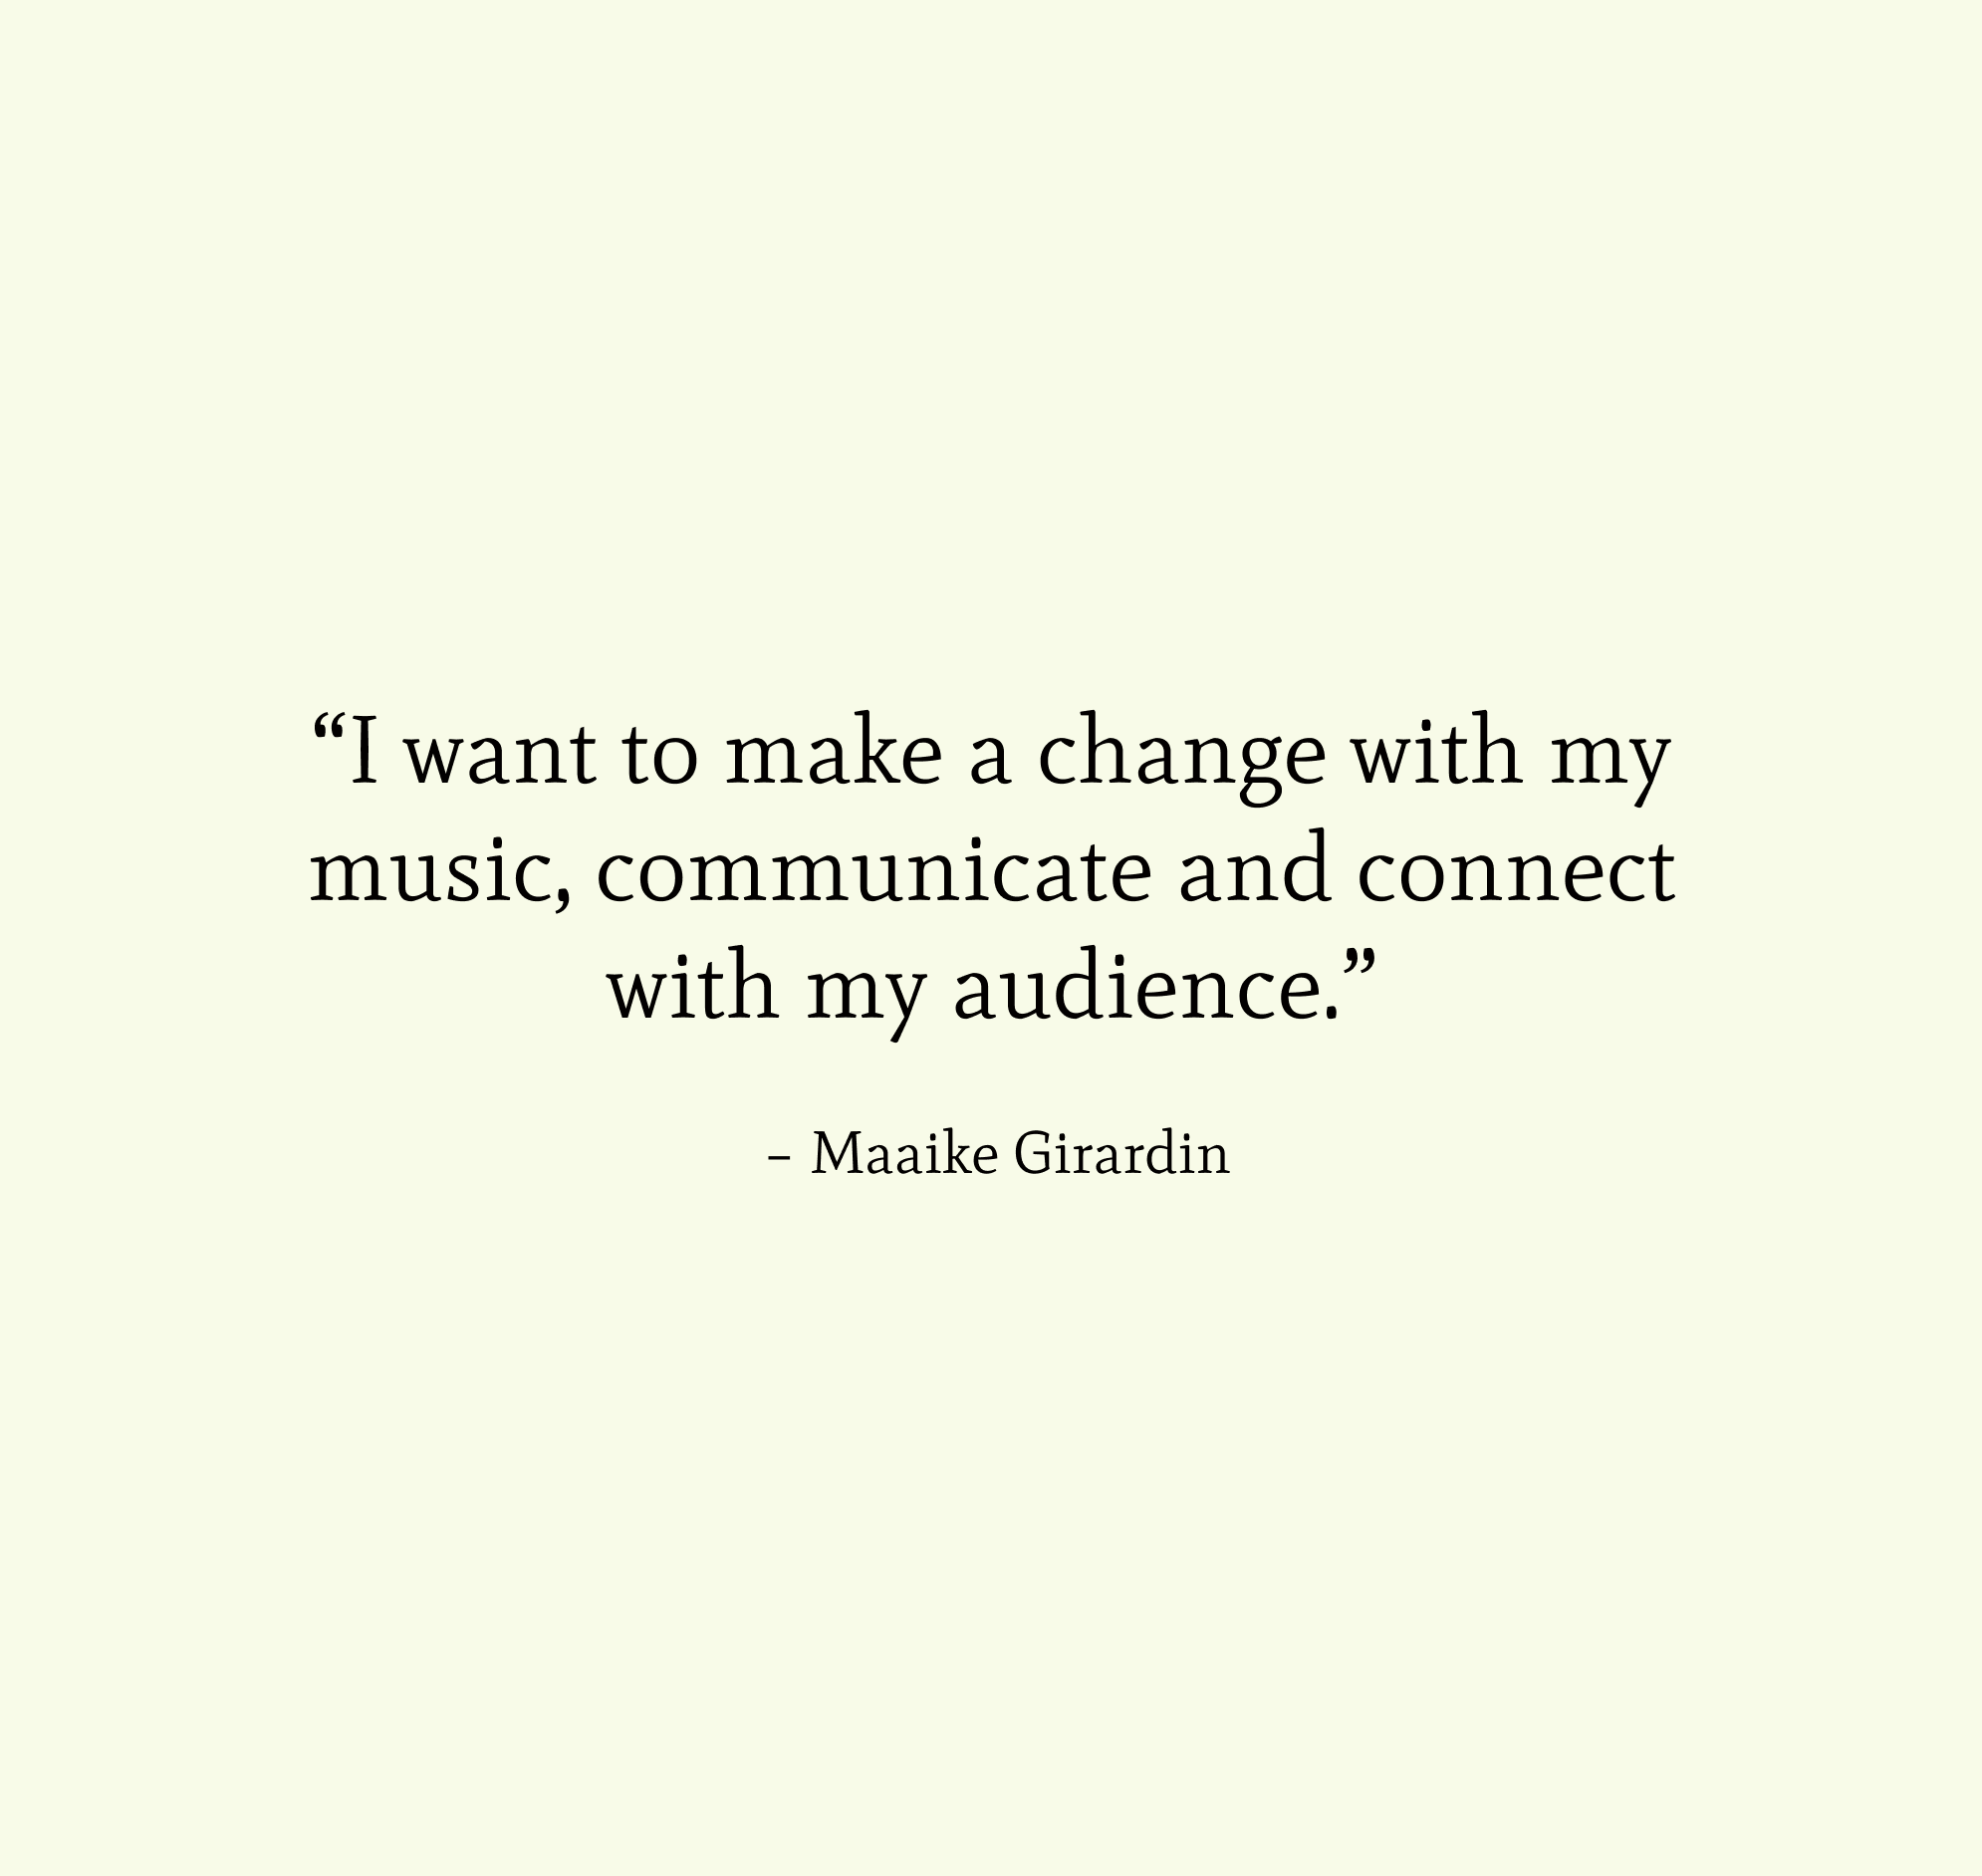 “I want to make a change with my
music, communicate and connect
with my audience.”
– Maaike Girardin